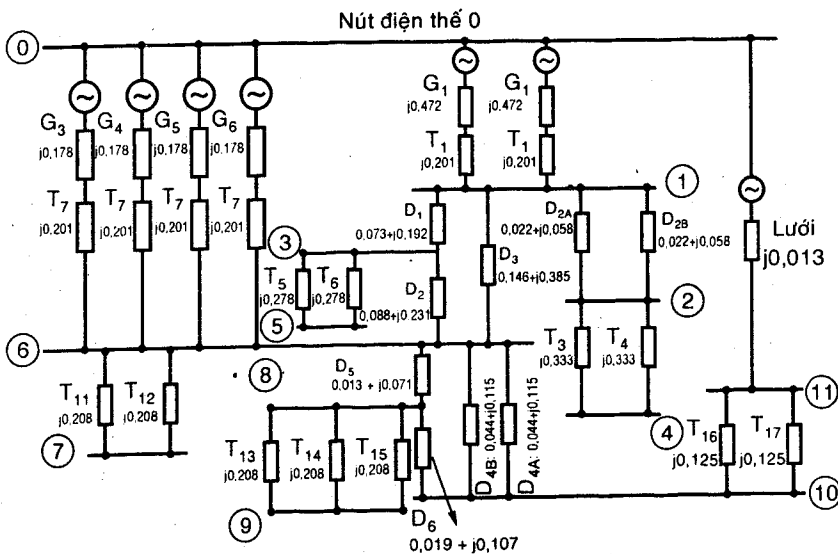 Nút điện thế 0
0
G3
j0,178
G4
j0,178
G5
j0,178
G6
j0,178
T7
j0,201
T7
j0,201
T7
j0,201
T7
j0,201
G1
j0,472
G1
j0,472
T1
j0,201
T1
j0,201
1
D1
0,073+j0,192
D2A
0,022+j0,058
D2B
0,022+j0,058
Lưới
j0,013
3
D3
0,146+j0,385
T5
j0,278
T6
j0,278
D2
0,088+j0.231
2
5
T3
j0,333
T4
j0,333
6
8
D5
0.013 + j0,071
T11
j0,208
T12
j0,208
7
D4B: 0,044+j0,115
D4A: 0,044+j0,115
4
11
T13
j0,208
T14
j0,208
T15
j0,208
T16
j0,125
T17
j0,125
10
9
D6
0,019 + j0,107